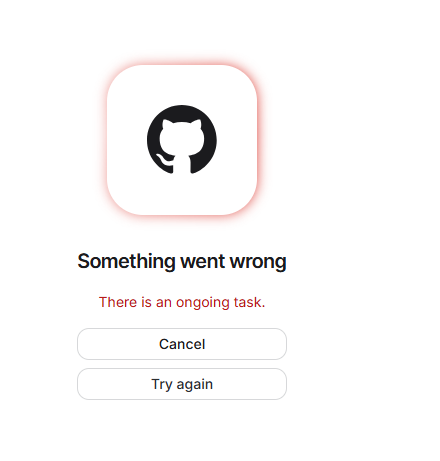 Something went wrong
There is an ongoing task.
Cancel
Try again